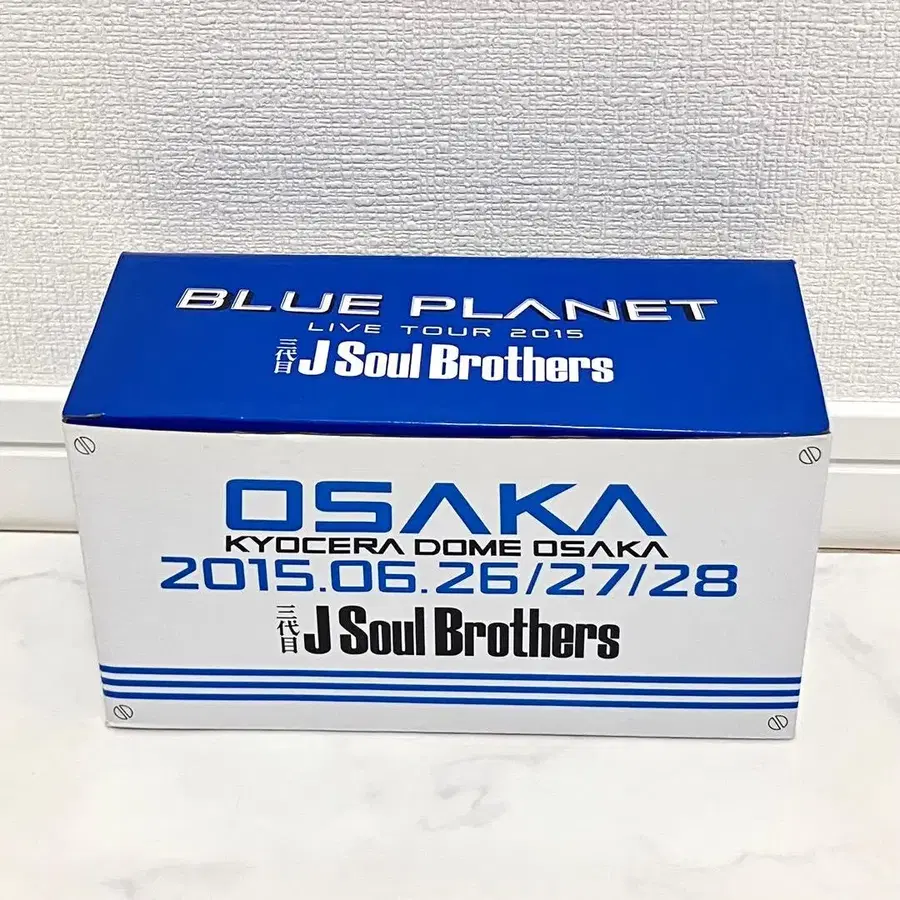 BLUE PLANET
LIVE TOUR 2015
三代目 J Soul Brothers
OSAKA
KYOCERA DOME OSAKA
2015.06.26/27/28
三代目 J Soul Brothers